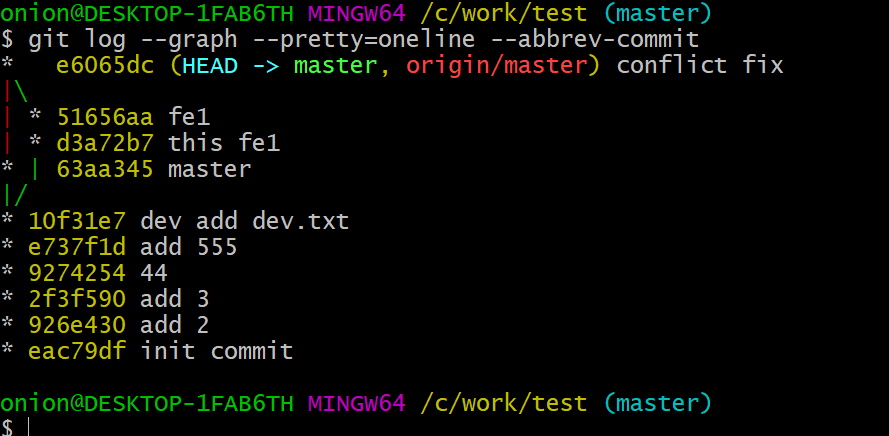 onion@DESKTOP-1FAB6TH MINGW64 /c/work/test (master)
$ git log --graph --pretty=oneline --abbrev-commit
*   e6065dc (HEAD -> master, origin/master) conflict fix
|\
| * 51656aa fe1
| * d3a72b7 this fe1
* | 63aa345 master
|/
* 10f31e7 dev add dev.txt
* e737f1d add 555
* 9274254 44
* 2f3f590 add 3
* 926e430 add 2
* eac79df init commit
onion@DESKTOP-1FAB6TH MINGW64 /c/work/test (master)
$